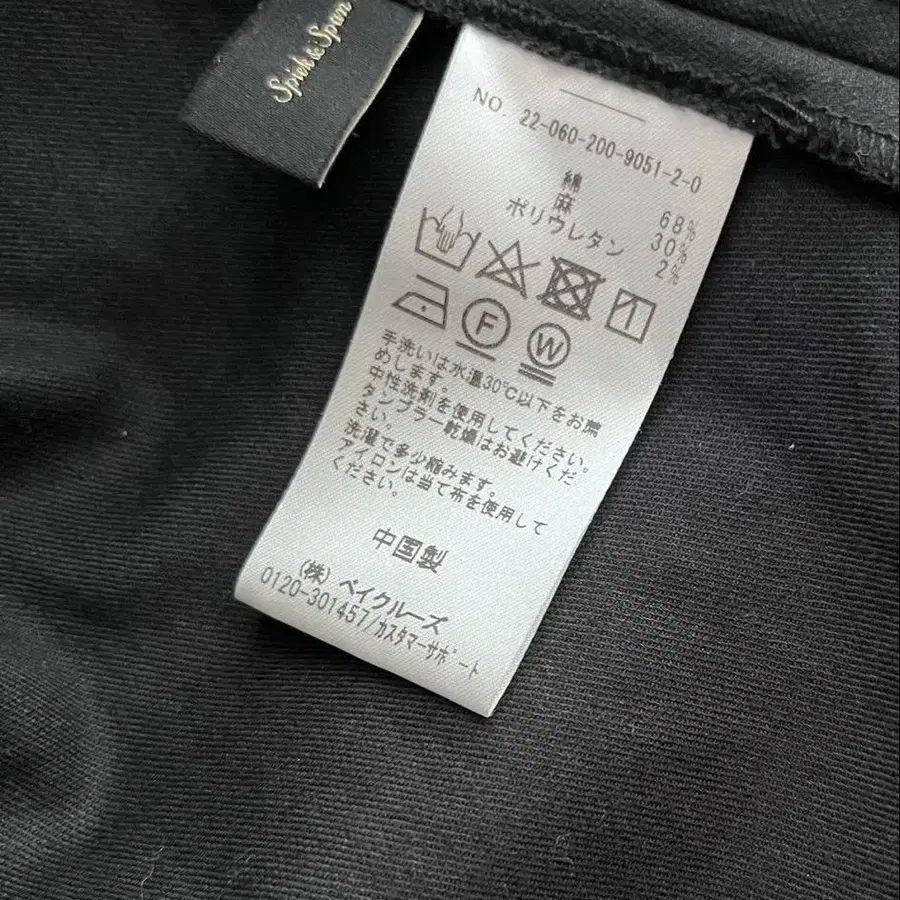 Spick & Span
NO. 22-060-200-9051-2-0
綿 68%
麻 30%
ポリウレタン 2%
F
W
手洗いは水温30℃以下をお薦
めします。
中性洗剤を使用してください。
タンブラー乾燥はお避けくだ
さい。
洗濯で多少縮みます。
アイロンは当て布を使用して
ください。
中国製
(株) ベイクルーズ
0120-301457/カスタマーサポート